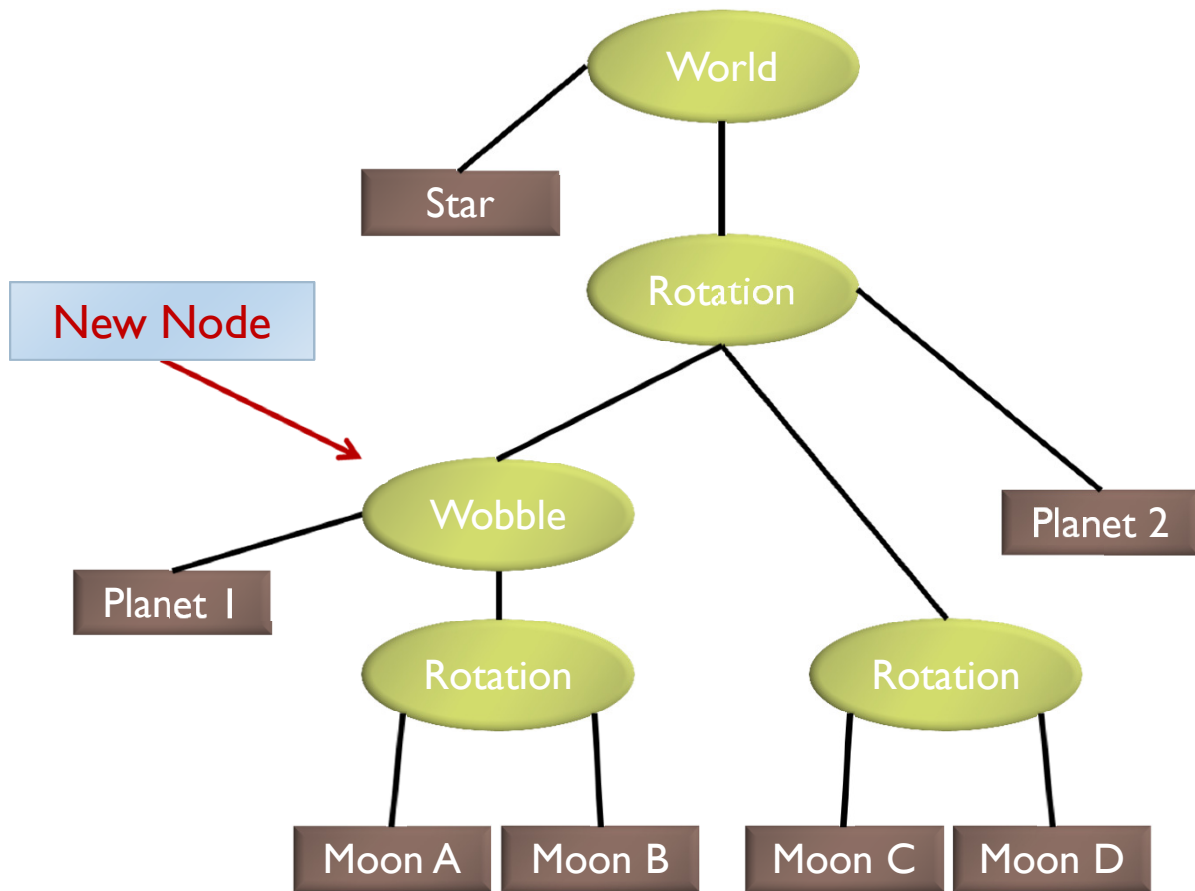 World
Star
Rotation
New Node
Wobble
Planet 2
Planet 1
Rotation
Rotation
Moon A
Moon B
Moon C
Moon D